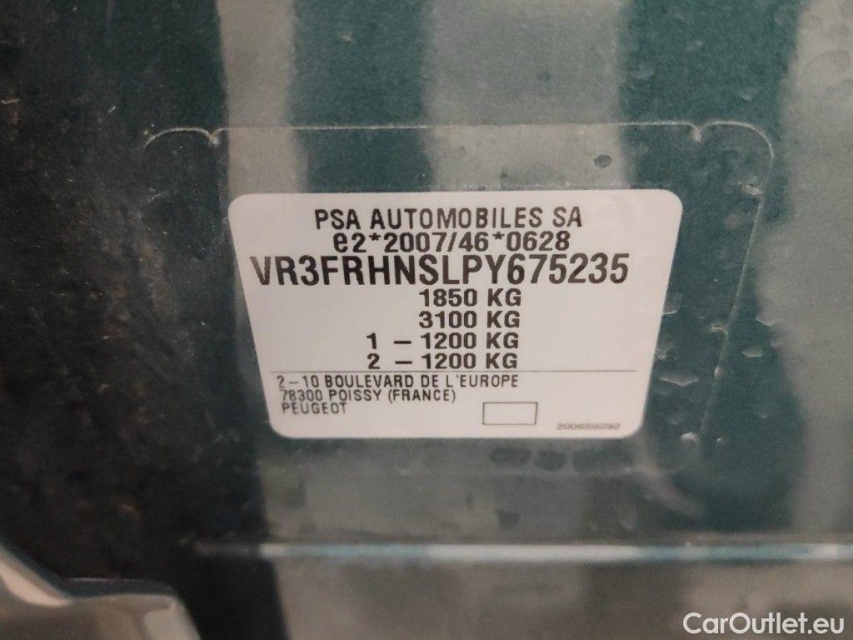 PSA AUTOMOBILES SA
e2*2007/46*0628
VR3FRHNSLPY675235
1850 KG
3100 KG
1 – 1200 KG
2 – 1200 KG
2–10 BOULEVARD DE L'EUROPE
78300 POISSY (FRANCE)
PEUGEOT
CarOutlet.eu